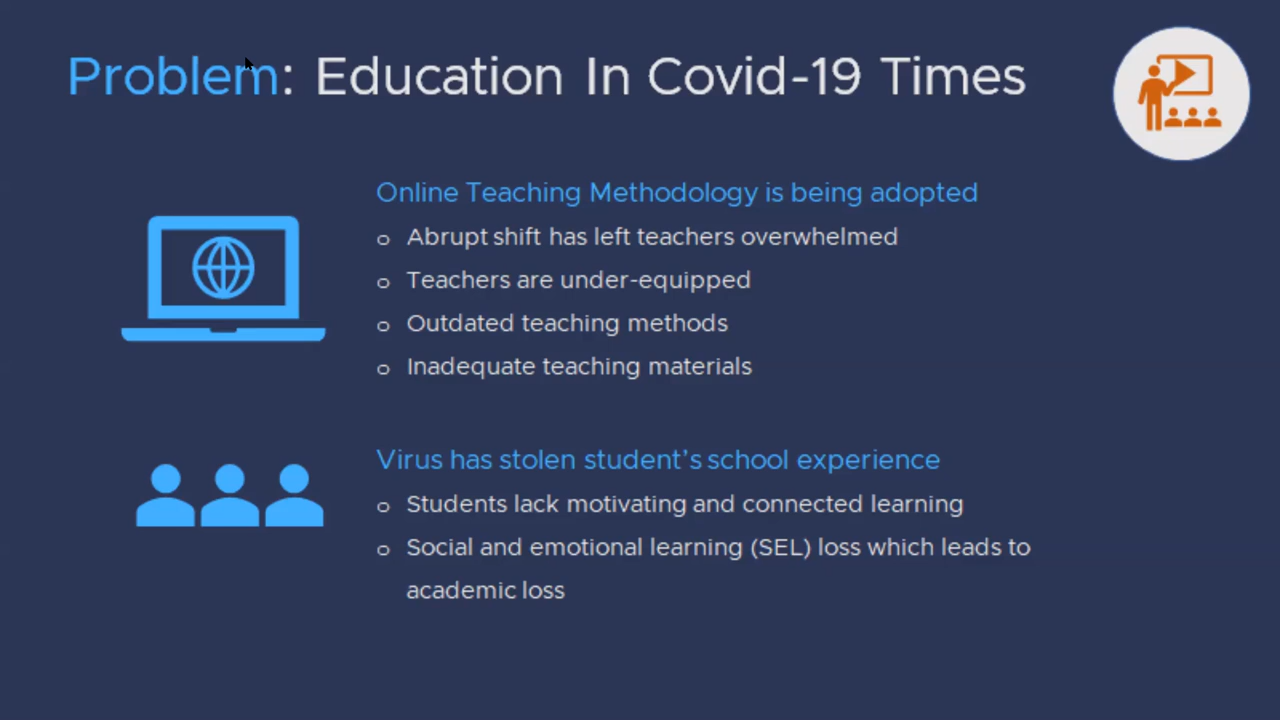 Problem: Education In Covid-19 Times
Online Teaching Methodology is being adopted
o Abrupt shift has left teachers overwhelmed
o Teachers are under-equipped
o Outdated teaching methods
o Inadequate teaching materials
Virus has stolen student’s school experience
o Students lack motivating and connected learning
o Social and emotional learning (SEL) loss which leads to
academic loss